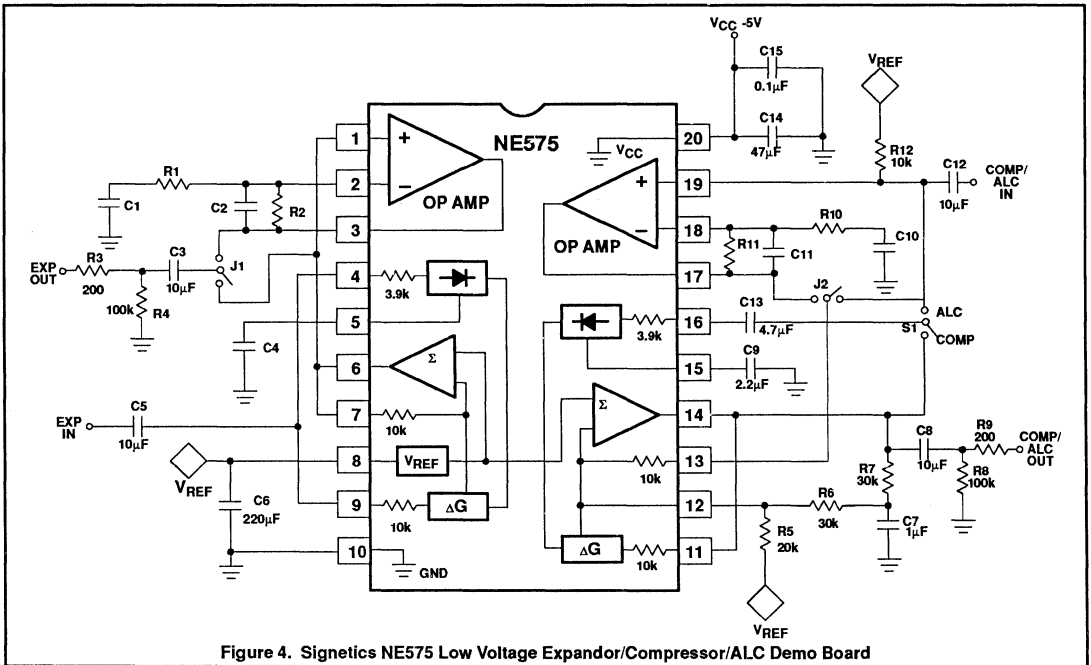 VCC -5V
C15
0.1μF
C14
47μF
VREF
R12
10k
C12
10μF
COMP/
ALC
IN
NE575
1
2
3
4
5
6
7
8
9
10
20
19
18
17
16
15
14
13
12
11
+
−
OP AMP
VCC
+
−
OP AMP
R1
C1
C2
R2
EXP
OUT
R3
200
R4
100k
C3
10μF
J1
3.9k
C4
Σ
10k
EXP
IN
C5
10μF
VREF
C6
220μF
VREF
10k
ΔG
GND
R11
C11
R10
C10
J2
C13
4.7μF
ALC
S1
COMP
3.9k
C9
2.2μF
Σ
10k
ΔG
10k
R7
30k
C8
10μF
R9
200
COMP/
ALC
OUT
R8
100k
R6
30k
C7
1μF
R5
20k
VREF
Figure 4. Signetics NE575 Low Voltage Expandor/Compressor/ALC Demo Board